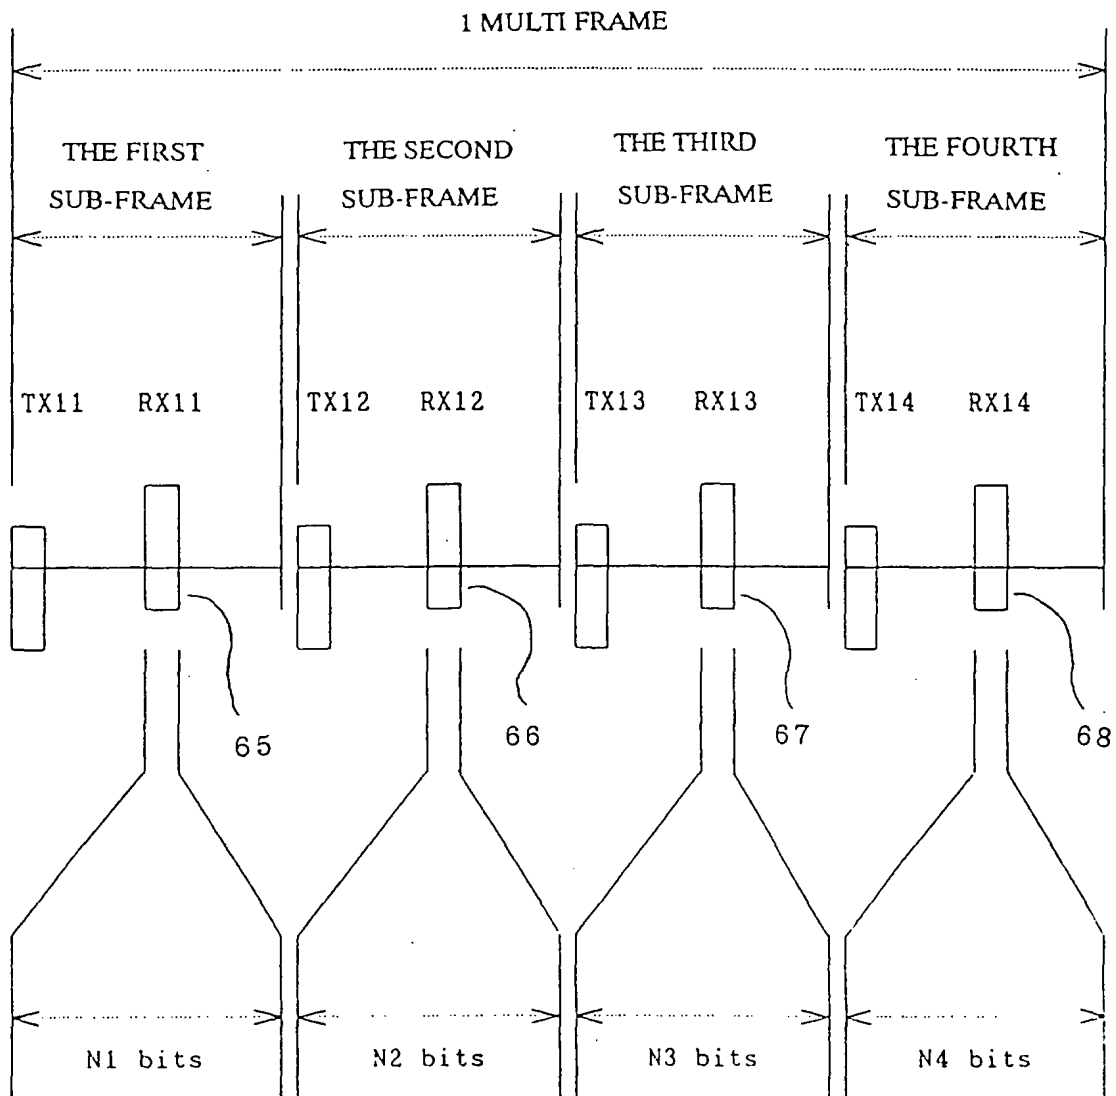 1 MULTI FRAME
THE FIRST
SUB-FRAME
THE SECOND
SUB-FRAME
THE THIRD
SUB-FRAME
THE FOURTH
SUB-FRAME
TX11 RX11 TX12 RX12 TX13 RX13 TX14 RX14
65 66 67 68
N1 bits N2 bits N3 bits N4 bits